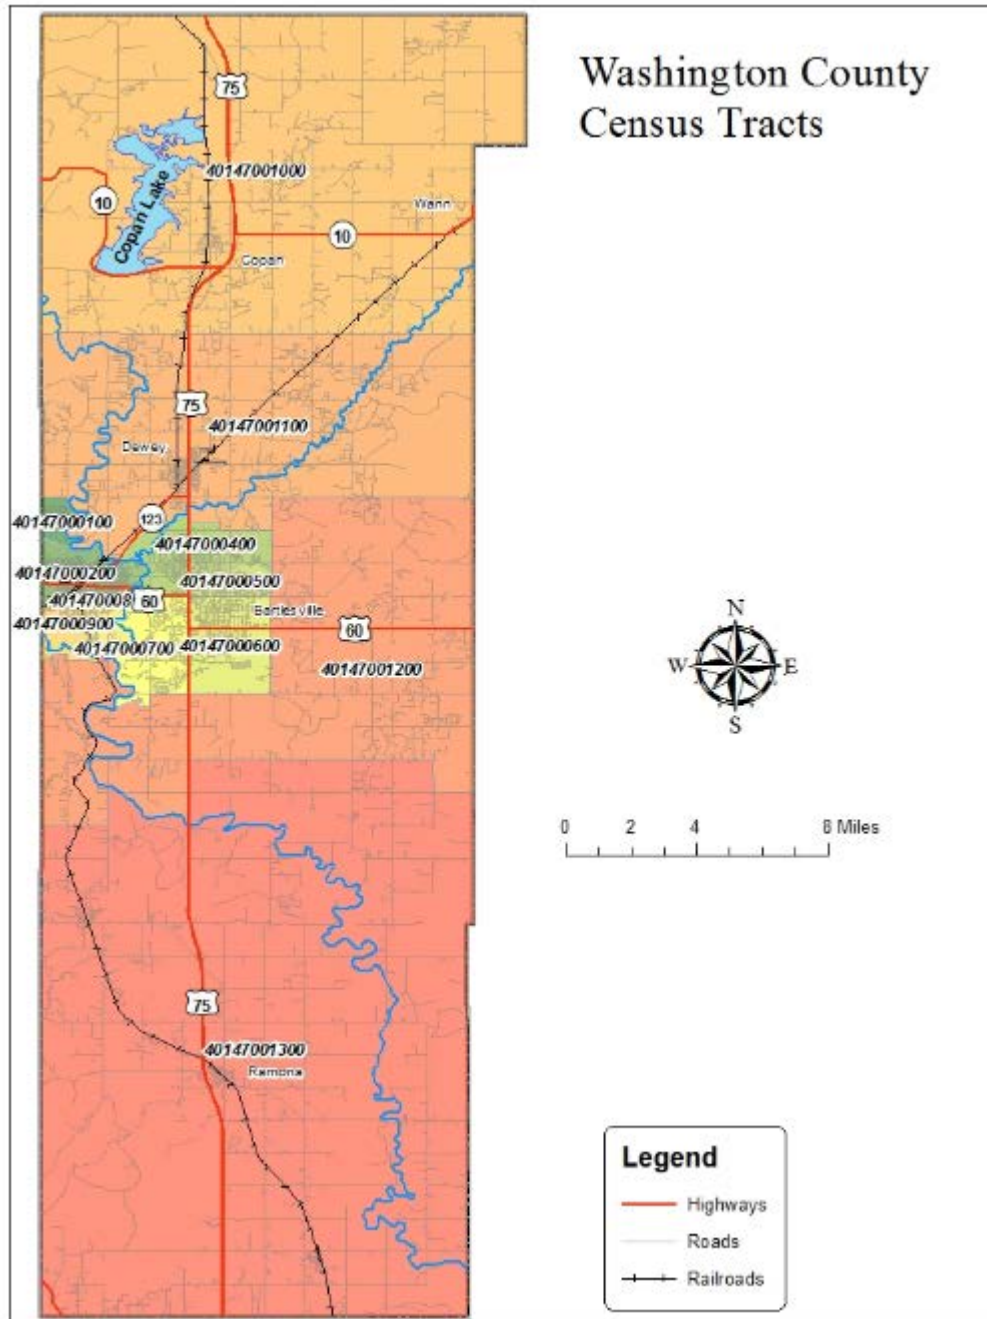 Washington County
Census Tracts
75
40147001000
10
Copan Lake
Wann
10
Copan
75
40147001100
Dewey
40147000100
123
40147000400
40147000200
40147000500
401470008
60
Bartlesville
40147000900
60
40147000700
40147000600
40147001200
N
W
E
S
0 2 4 8 Miles
75
40147001300
Ramona
Legend
Highways
Roads
Railroads